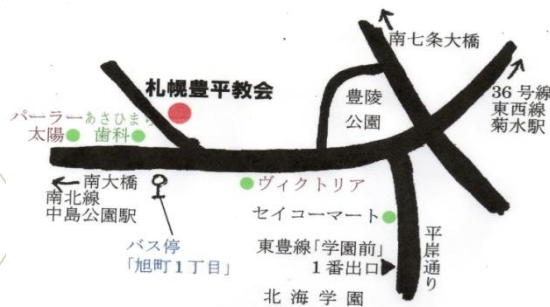 南七条大橋
札幌豊平教会
豊陵
公園
36号線
東西線
菊水駅
パーラー
太陽
あさひまち
歯科
南大橋
南北線
中島公園駅
バス停
「旭町1丁目」
ヴィクトリア
セイコーマート
東豊線「学園前」
1番出口
平岸通り
北海学園